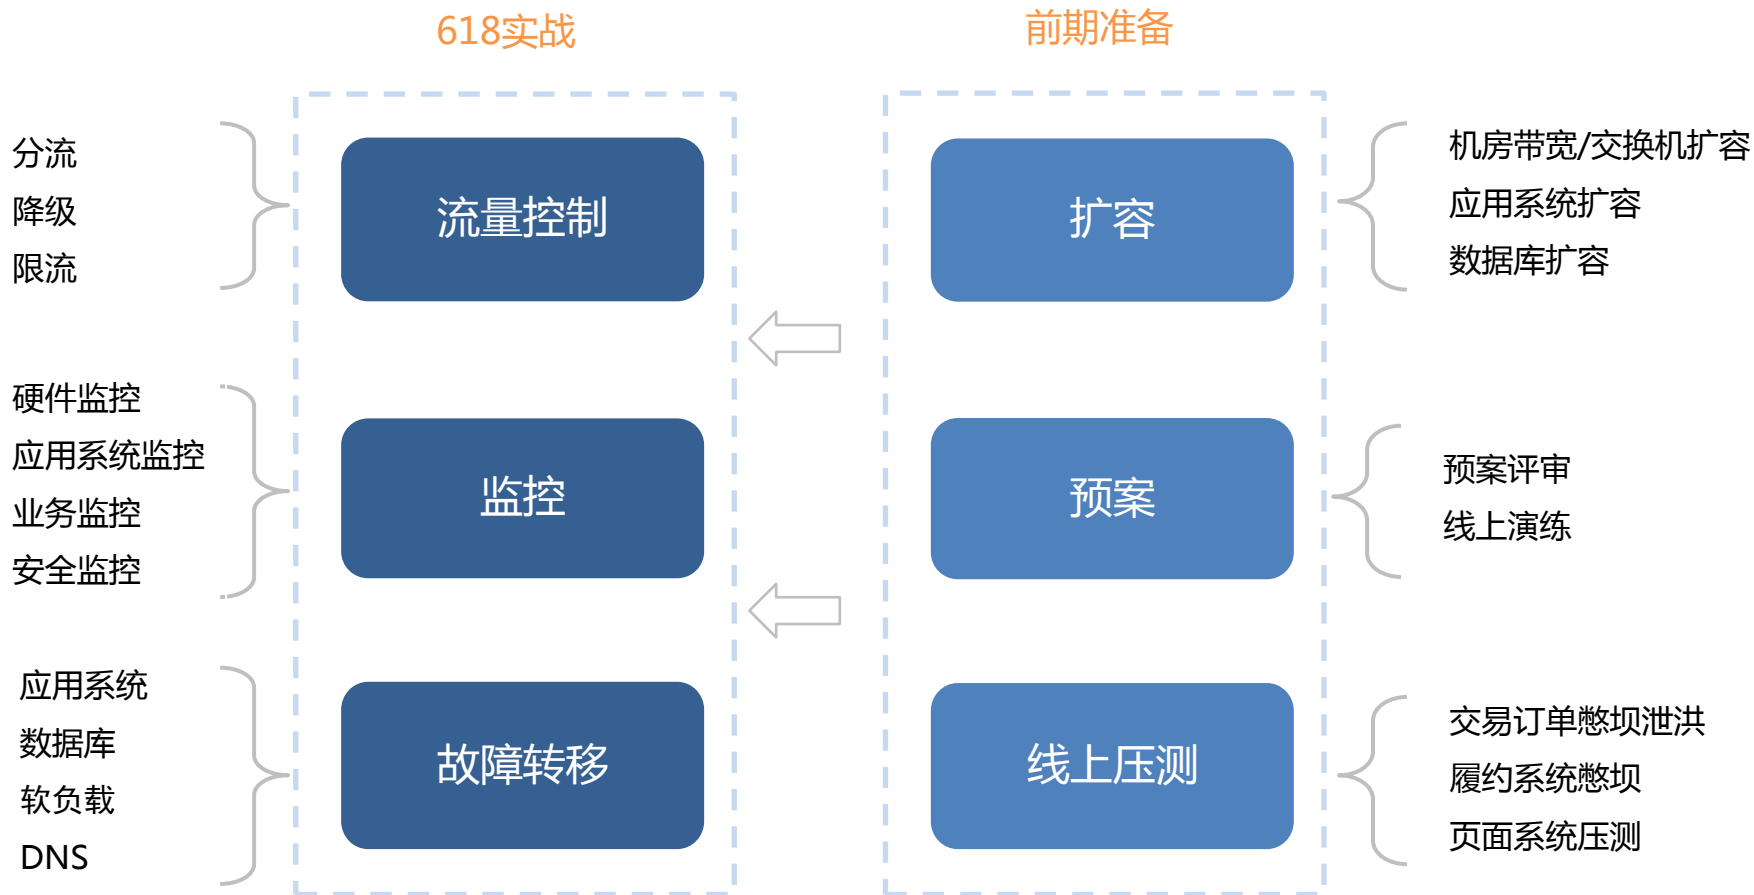 618实战
前期准备
分流
降级
限流
流量控制
扩容
机房带宽/交换机扩容
应用系统扩容
数据库扩容
硬件监控
应用系统监控
业务监控
安全监控
监控
预案
预案评审
线上演练
应用系统
数据库
软负载
DNS
故障转移
线上压测
交易订单憋坝泄洪
履约系统憋坝
页面系统压测